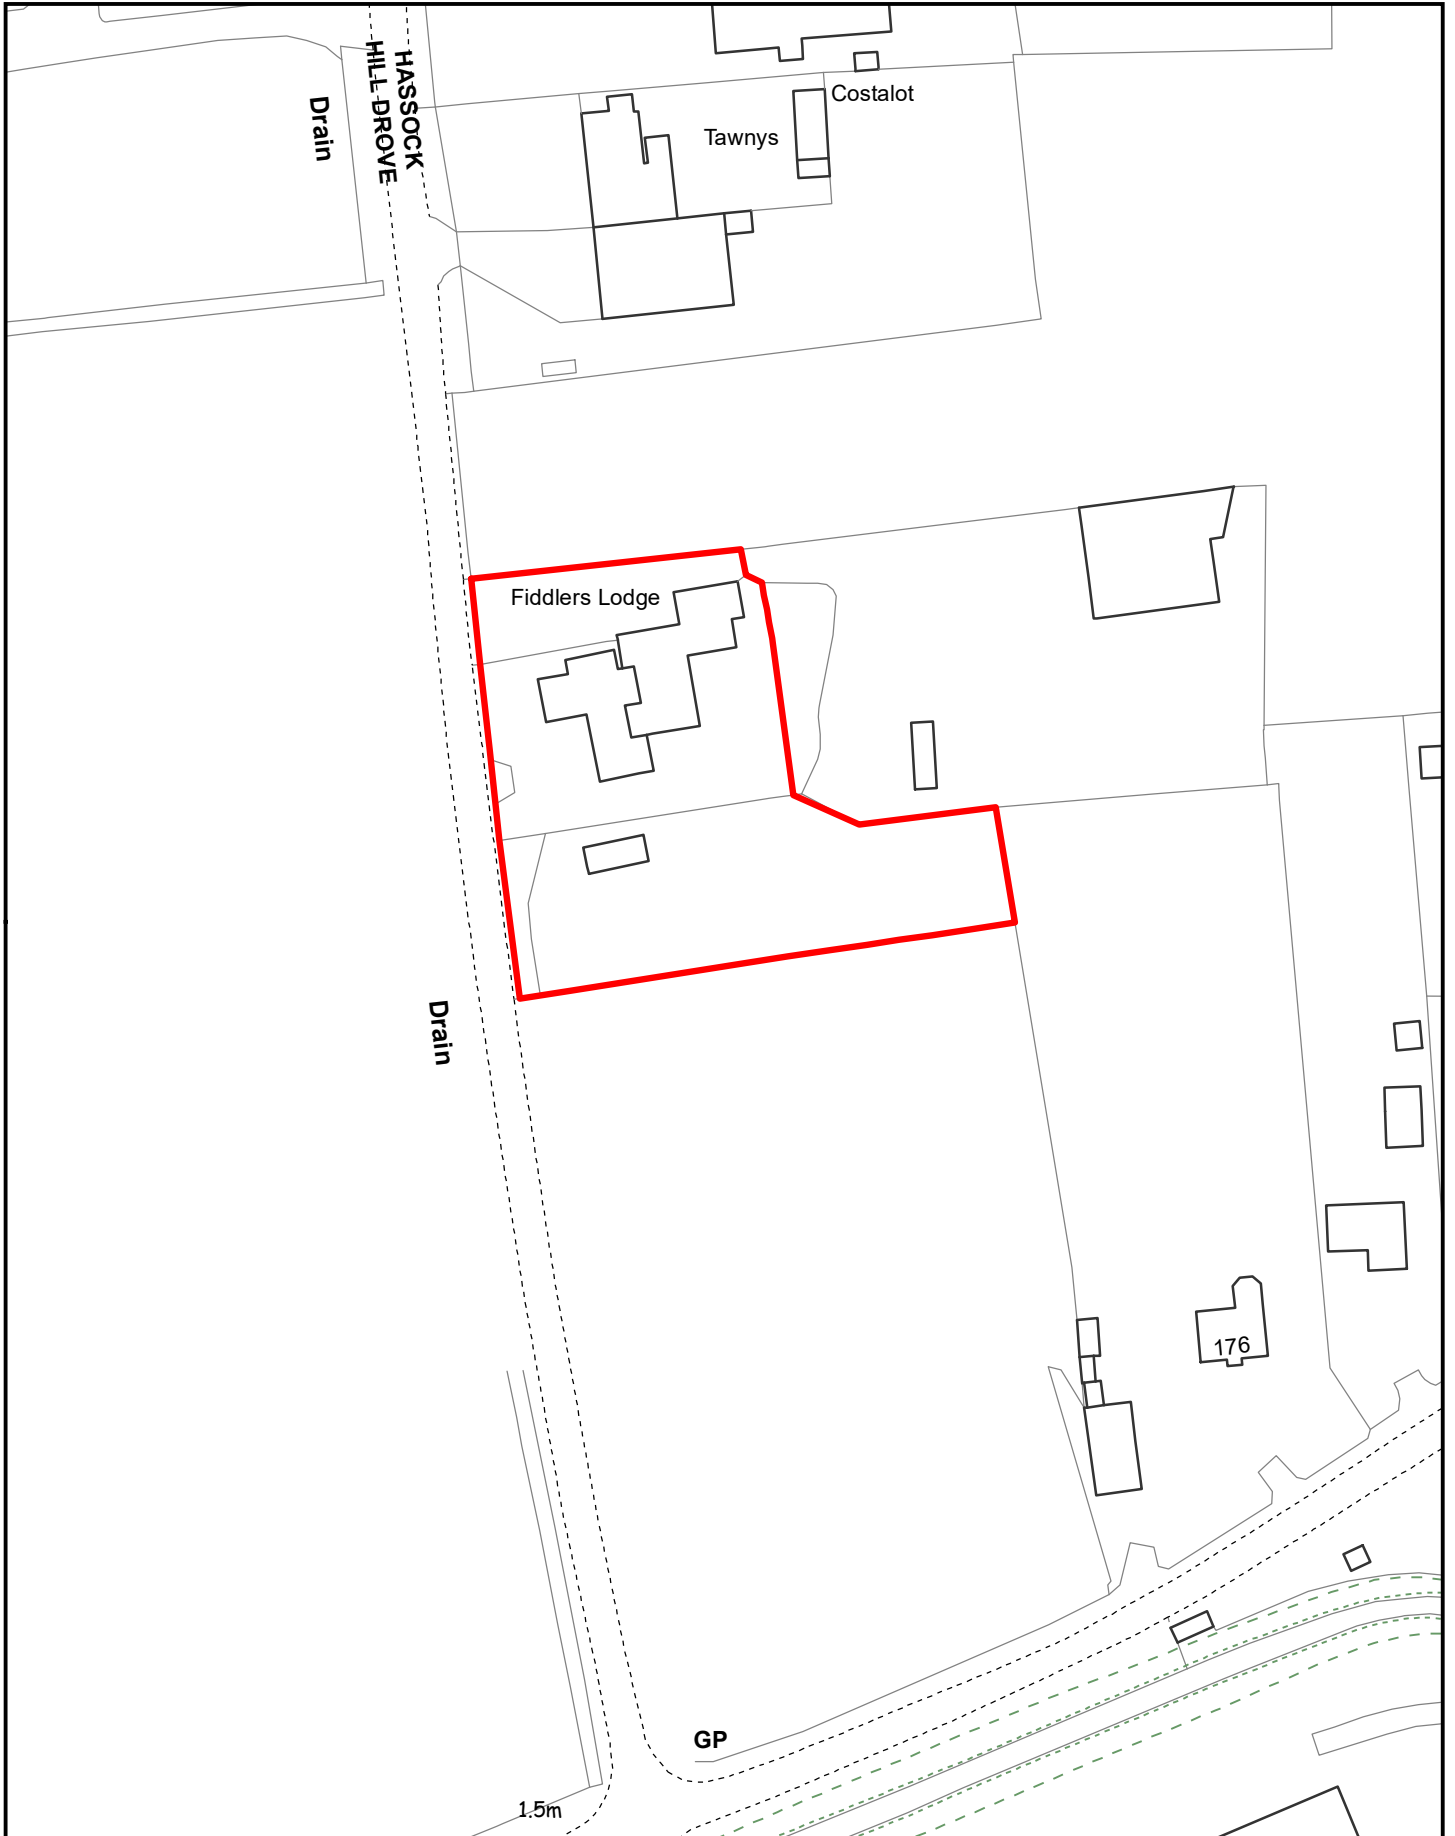 HASSOCK
HILL DROVE
Drain
Costalot
Tawnys
Fiddlers Lodge
Drain
176
GP
1.5m